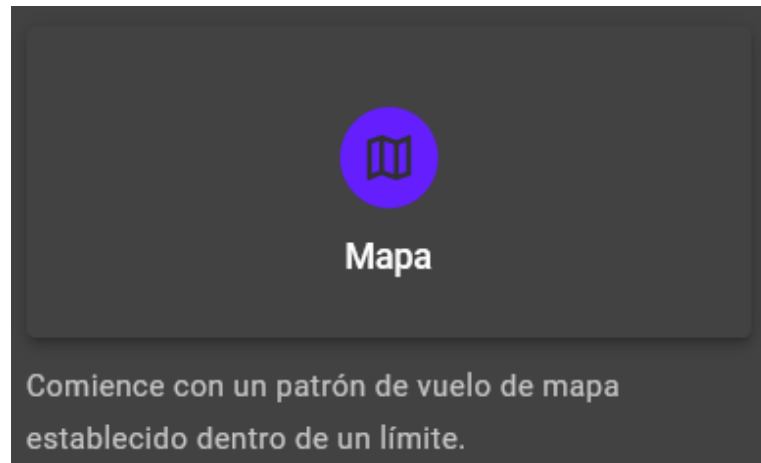 Mapa
Comience con un patrón de vuelo de mapa
establecido dentro de un límite.